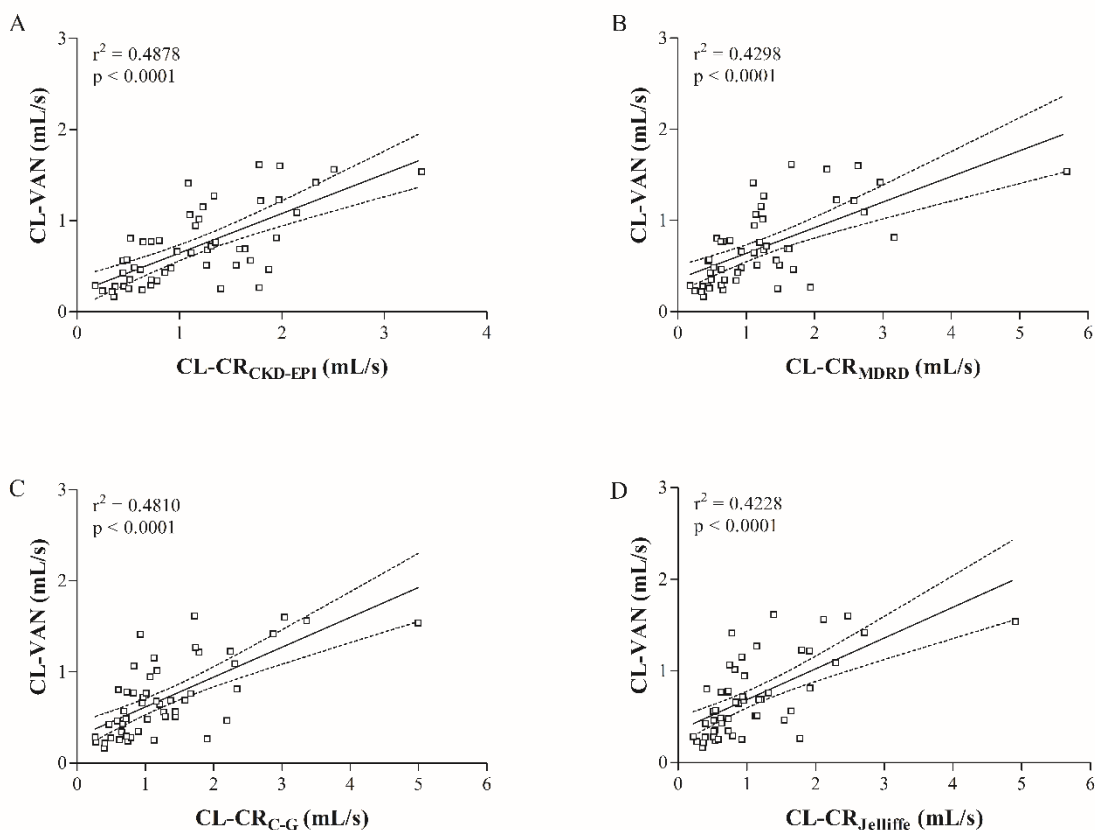 A
r² = 0.4878
p < 0.0001
CL-VAN (mL/s)
3
2
1
0
0 1 2 3 4
CL-CR_CKD-EPI (mL/s)
B
r² = 0.4298
p < 0.0001
CL-VAN (mL/s)
3
2
1
0
0 1 2 3 4 5 6
CL-CR_MDRD (mL/s)
C
r² = 0.4810
p < 0.0001
CL-VAN (mL/s)
3
2
1
0
0 1 2 3 4 5 6
CL-CR_C-G (mL/s)
D
r² = 0.4228
p < 0.0001
CL-VAN (mL/s)
3
2
1
0
0 1 2 3 4 5 6
CL-CR_Jelliffe (mL/s)